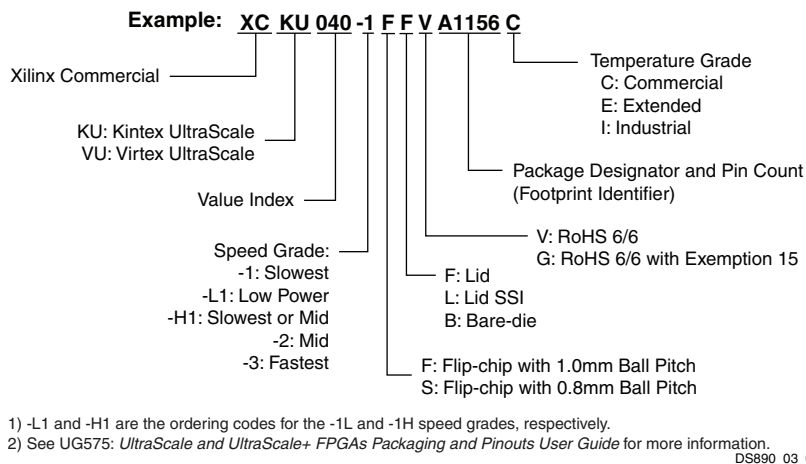 Example: XC KU 040 -1 F F V A1156 C
Temperature Grade
C: Commercial
E: Extended
I: Industrial
Xilinx Commercial
KU: Kintex UltraScale
VU: Virtex UltraScale
Package Designator and Pin Count
(Footprint Identifier)
Value Index
V: RoHS 6/6
G: RoHS 6/6 with Exemption 15
Speed Grade:
-1: Slowest
-L1: Low Power
-H1: Slowest or Mid
-2: Mid
-3: Fastest
F: Lid
L: Lid SSI
B: Bare-die
F: Flip-chip with 1.0mm Ball Pitch
S: Flip-chip with 0.8mm Ball Pitch
1) -L1 and -H1 are the ordering codes for the -1L and -1H speed grades, respectively.
2) See UG575: UltraScale and UltraScale+ FPGAs Packaging and Pinouts User Guide for more information.
DS890_03